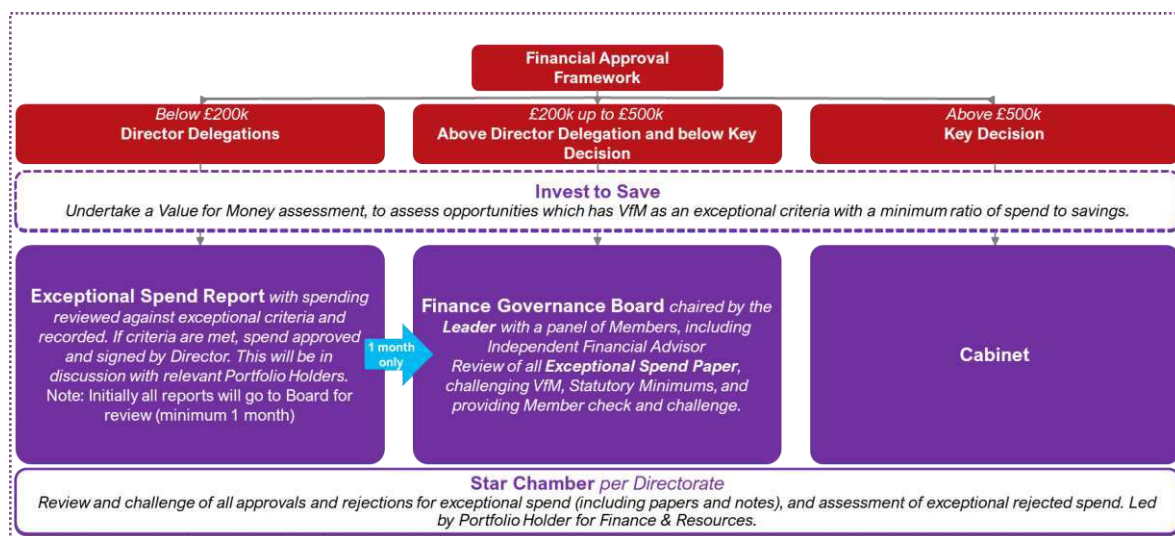 Financial Approval
Framework
Below £200k
Director Delegations
£200k up to £500k
Above Director Delegation and below Key
Decision
Above £500k
Key Decision
Invest to Save
Undertake a Value for Money assessment, to assess opportunities which has VfM as an exceptional criteria with a minimum ratio of spend to savings.
Exceptional Spend Report with spending
reviewed against exceptional criteria and
recorded. If criteria are met, spend approved
and signed by Director. This will be in
discussion with relevant Portfolio Holders.
Note: Initially all reports will go to Board for
review (minimum 1 month)
1 month
only
Finance Governance Board chaired by the
Leader with a panel of Members, including
Independent Financial Advisor
Review of all Exceptional Spend Paper,
challenging VfM, Statutory Minimums, and
providing Member check and challenge.
Cabinet
Star Chamber per Directorate
Review and challenge of all approvals and rejections for exceptional spend (including papers and notes), and assessment of exceptional rejected spend. Led
by Portfolio Holder for Finance & Resources.